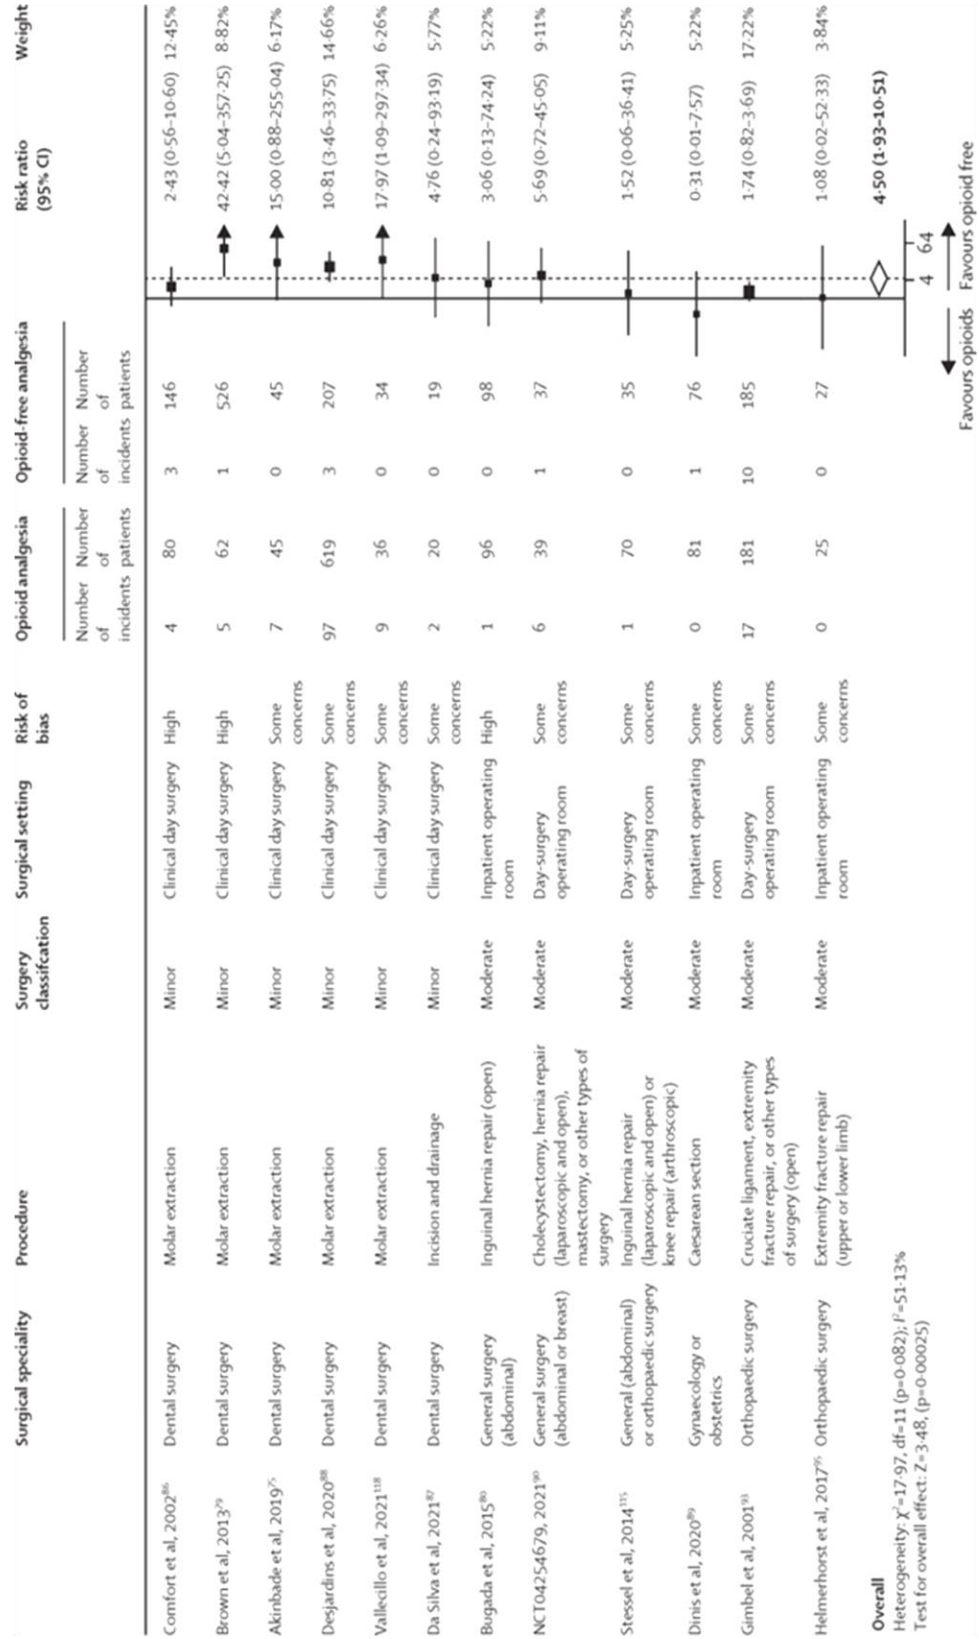 Surgical speciality Procedure Surgery classifcation Surgical setting Risk of bias Opioid analgesia Opioid-free analgesia Risk ratio (95% CI) Weight
Number of incidents Number of patients Number of incidents Number of patients
Comfort et al, 2002⁸⁶ Dental surgery Molar extraction Minor Clinical day surgery High 4 80 3 146 2·43 (0·56–10·60) 12·45%
Brown et al, 2013⁷⁹ Dental surgery Molar extraction Minor Clinical day surgery High 5 62 1 526 42·42 (5·04–357·25) 8·82%
Akinbade et al, 2019⁷⁵ Dental surgery Molar extraction Minor Clinical day surgery Some concerns 7 45 0 45 15·00 (0·88–255·04) 6·17%
Desjardins et al, 2020⁸⁸ Dental surgery Molar extraction Minor Clinical day surgery Some concerns 97 619 3 207 10·81 (3·46–33·75) 14·66%
Vallecillo et al, 2021¹¹⁸ Dental surgery Molar extraction Minor Clinical day surgery Some concerns 9 36 0 34 17·97 (1·09–297·34) 6·26%
Da Silva et al, 2021⁸⁷ Dental surgery Incision and drainage Minor Clinical day surgery Some concerns 2 20 0 19 4·76 (0·24–93·19) 5·77%
Bugada et al, 2015⁸⁰ General surgery (abdominal) Inguinal hernia repair (open) Moderate Inpatient operating room High 1 96 0 98 3·06 (0·13–74·24) 5·22%
NCT04254679, 2021⁹⁰ General surgery (abdominal or breast) Cholecystectomy, hernia repair (laparoscopic and open), mastectomy, or other types of surgery Moderate Day-surgery operating room Some concerns 6 39 1 37 5·69 (0·72–45·05) 9·11%
Stessel et al, 2014¹¹⁵ General (abdominal) or orthopaedic surgery Inguinal hernia repair (laparoscopic and open) or knee repair (arthroscopic) Moderate Day-surgery operating room Some concerns 1 70 0 35 1·52 (0·06–36·41) 5·25%
Dinis et al, 2020⁸⁹ Gynaecology or obstetrics Caesarean section Moderate Inpatient operating room Some concerns 0 81 1 76 0·31 (0·01–7·57) 5·22%
Gimbel et al, 2001⁹³ Orthopaedic surgery Cruciate ligament, extremity fracture repair, or other types of surgery (open) Moderate Day-surgery operating room Some concerns 17 181 10 185 1·74 (0·82–3·69) 17·22%
Helmerhorst et al, 2017⁹⁵ Orthopaedic surgery Extremity fracture repair (upper or lower limb) Moderate Inpatient operating room Some concerns 0 25 0 27 1·08 (0·02–52·33) 3·84%
Overall 4·50 (1·93–10·51)
Heterogeneity: χ²=17·97, df=11 (p=0·082); I²=51·13%
Test for overall effect: Z=3·48, (p=0·00025)
4 64
Favours opioids Favours opioid free